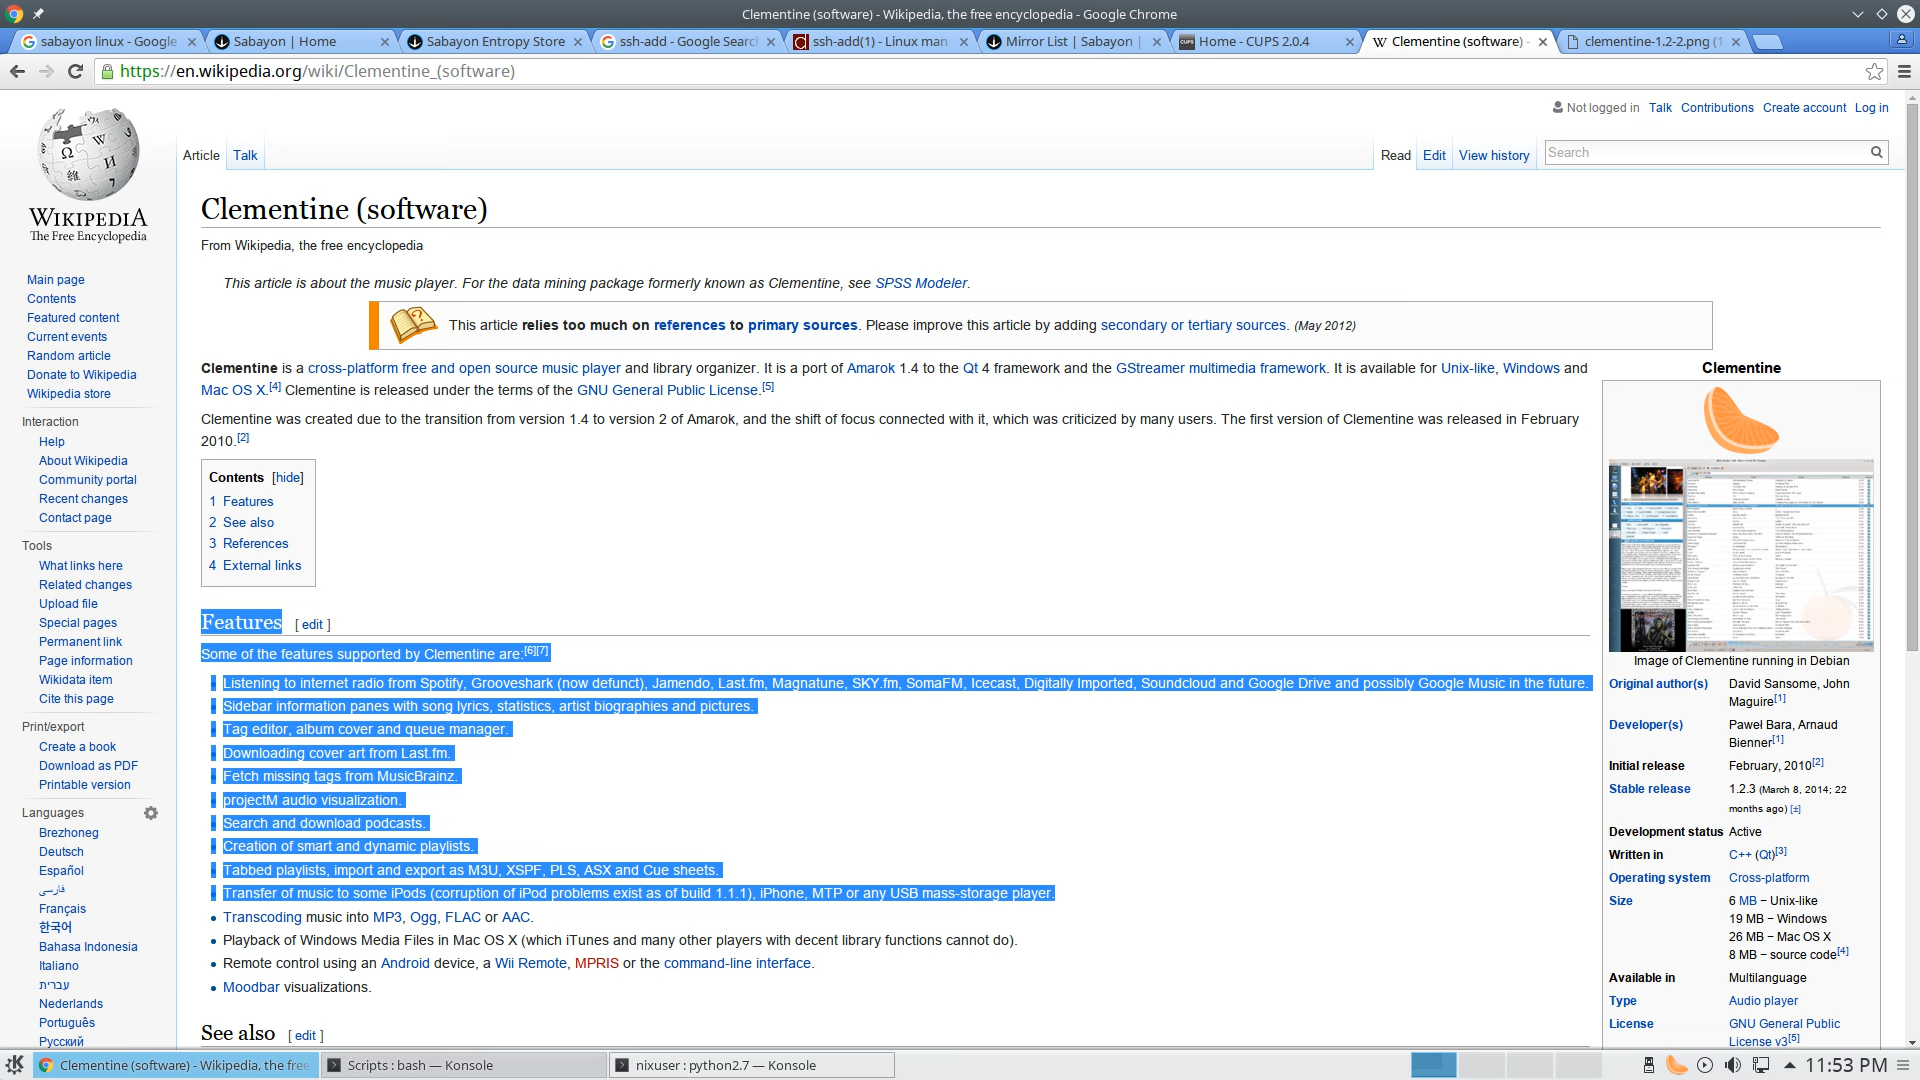 Clementine (software) - Wikipedia, the free encyclopedia - Google Chrome
sabayon linux - Google
Sabayon | Home
Sabayon Entropy Store
ssh-add - Google Searc
ssh-add(1) - Linux man
Mirror List | Sabayon |
Home - CUPS 2.0.4
Clementine (software) -
clementine-1.2-2.png (1
https://en.wikipedia.org/wiki/Clementine_(software)
Not logged in Talk Contributions Create account Log in
Article Talk Read Edit View history Search
WIKIPEDIA
The Free Encyclopedia
Main page
Contents
Featured content
Current events
Random article
Donate to Wikipedia
Wikipedia store
Interaction
Help
About Wikipedia
Community portal
Recent changes
Contact page
Tools
What links here
Related changes
Upload file
Special pages
Permanent link
Page information
Wikidata item
Cite this page
Print/export
Create a book
Download as PDF
Printable version
Languages
Brezhoneg
Deutsch
Español
فارسی
Français
한국어
Bahasa Indonesia
Italiano
עברית
Nederlands
Português
Русский
Clementine (software)
From Wikipedia, the free encyclopedia
This article is about the music player. For the data mining package formerly known as Clementine, see SPSS Modeler.
This article relies too much on references to primary sources. Please improve this article by adding secondary or tertiary sources. (May 2012)
Clementine is a cross-platform free and open source music player and library organizer. It is a port of Amarok 1.4 to the Qt 4 framework and the GStreamer multimedia framework. It is available for Unix-like, Windows and
Mac OS X.[4] Clementine is released under the terms of the GNU General Public License.[5]
Clementine was created due to the transition from version 1.4 to version 2 of Amarok, and the shift of focus connected with it, which was criticized by many users. The first version of Clementine was released in February
2010.[2]
Contents [hide]
1 Features
2 See also
3 References
4 External links
Features [ edit ]
Some of the features supported by Clementine are:[6][7]
Listening to internet radio from Spotify, Grooveshark (now defunct), Jamendo, Last.fm, Magnatune, SKY.fm, SomaFM, Icecast, Digitally Imported, Soundcloud and Google Drive and possibly Google Music in the future.
Sidebar information panes with song lyrics, statistics, artist biographies and pictures.
Tag editor, album cover and queue manager.
Downloading cover art from Last.fm.
Fetch missing tags from MusicBrainz.
projectM audio visualization.
Search and download podcasts.
Creation of smart and dynamic playlists.
Tabbed playlists, import and export as M3U, XSPF, PLS, ASX and Cue sheets.
Transfer of music to some iPods (corruption of iPod problems exist as of build 1.1.1), iPhone, MTP or any USB mass-storage player.
Transcoding music into MP3, Ogg, FLAC or AAC.
Playback of Windows Media Files in Mac OS X (which iTunes and many other players with decent library functions cannot do).
Remote control using an Android device, a Wii Remote, MPRIS or the command-line interface.
Moodbar visualizations.
See also [ edit ]
Clementine
Image of Clementine running in Debian
Original author(s) David Sansome, John
Maguire[1]
Developer(s) Paweł Bara, Arnaud
Bienner[1]
Initial release February, 2010[2]
Stable release 1.2.3 (March 8, 2014; 22
months ago) [±]
Development status Active
Written in C++ (Qt)[3]
Operating system Cross-platform
Size 6 MB – Unix-like
19 MB – Windows
26 MB – Mac OS X
8 MB – source code[4]
Available in Multilanguage
Type Audio player
License GNU General Public
License v3[5]
Clementine (software) - Wikipedia, the free
Scripts : bash — Konsole
nixuser : python2.7 — Konsole
11:53 PM